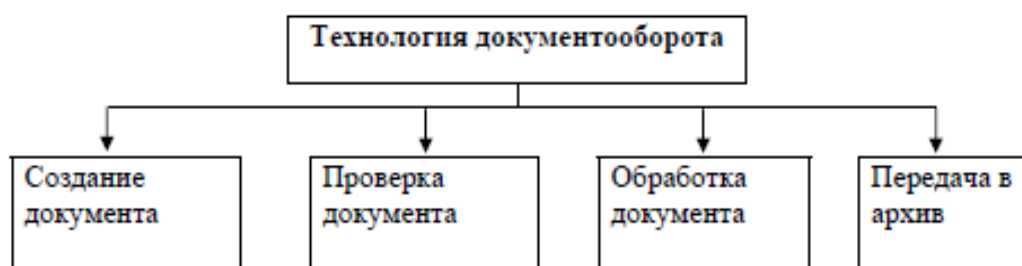 Технология документооборота
Создание
документа
Проверка
документа
Обработка
документа
Передача в
архив